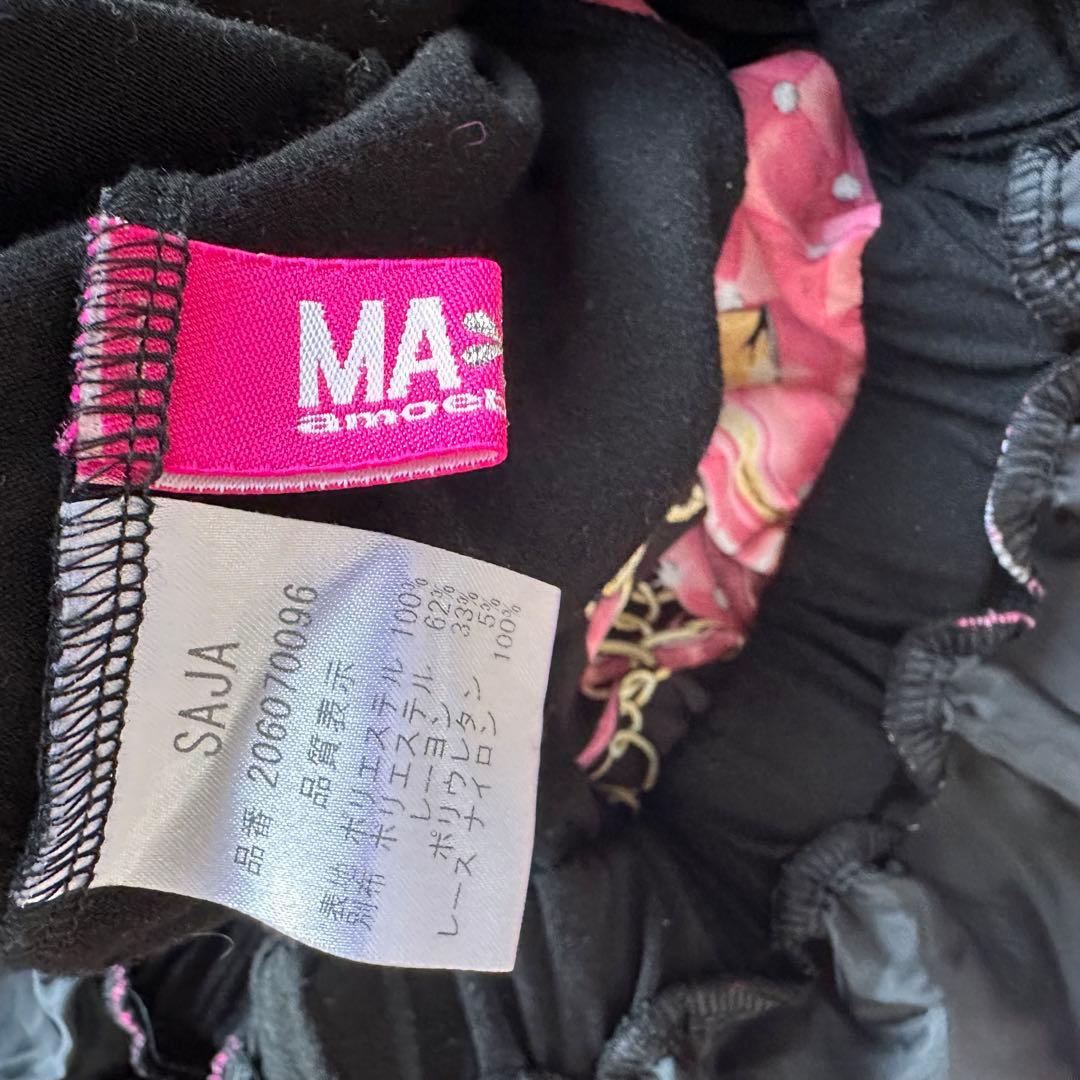 MA
amoe
SAJA
品番 206070096
品質表示
表地 ポリエステル 100%
別布 ポリエステル 62%
レーヨン 33%
ポリウレタン 5%
レース ナイロン 100%